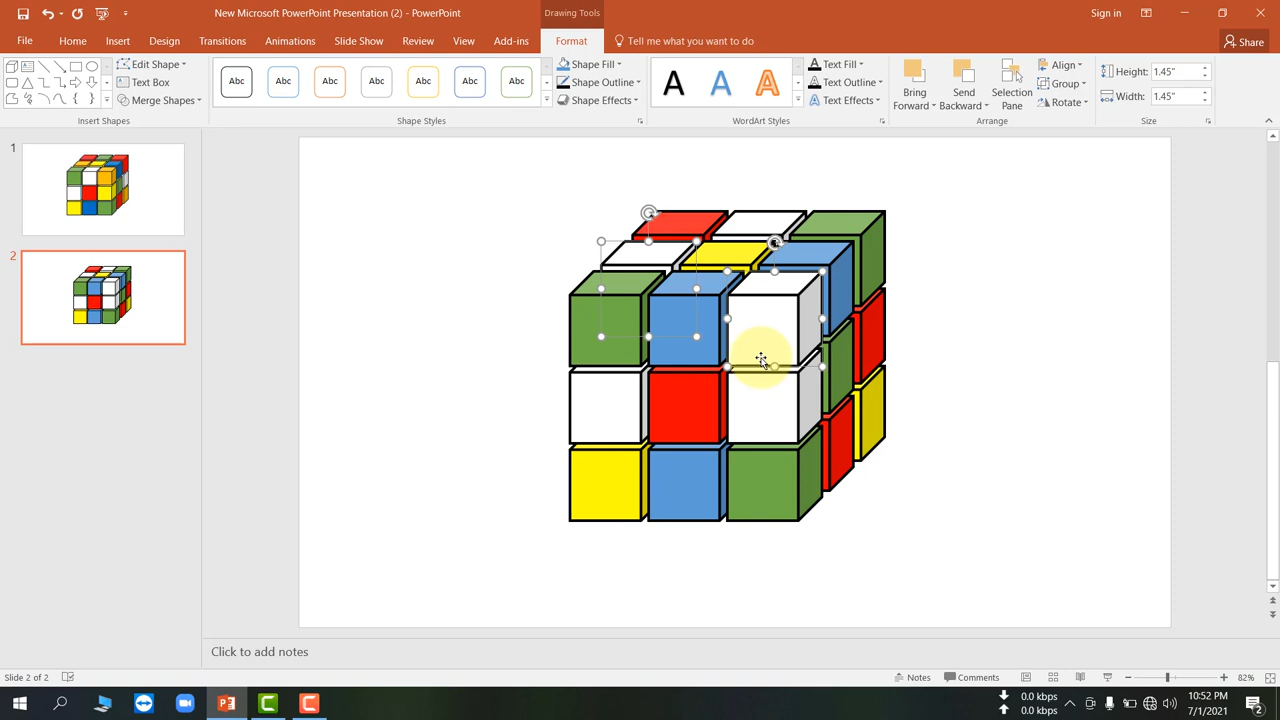 New Microsoft PowerPoint Presentation (2) - PowerPoint
Drawing Tools
Sign in
File Home Insert Design Transitions Animations Slide Show Review View Add-ins Format Tell me what you want to do Share
Edit Shape
Text Box
Merge Shapes
Insert Shapes
Abc Abc Abc Abc Abc Abc Abc
Shape Fill
Shape Outline
Shape Effects
Shape Styles
A A A
Text Fill
Text Outline
Text Effects
WordArt Styles
Bring Forward
Send Backward
Selection Pane
Align
Group
Rotate
Arrange
Height: 1.45"
Width: 1.45"
Size
1
2
Click to add notes
Slide 2 of 2
Notes
Comments
82%
0.0 kbps
0.0 kbps
10:52 PM
7/1/2021
2